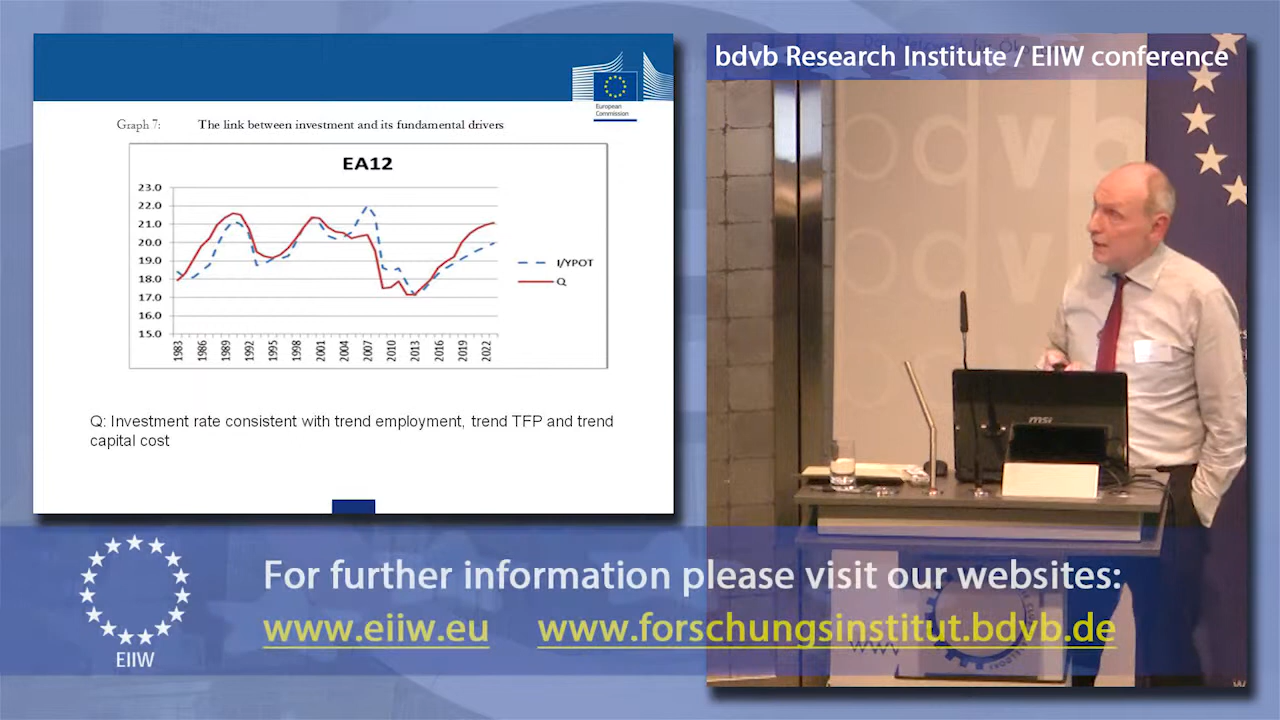 bdvb Research Institute / EIIW conference
European
Commission
Graph 7: The link between investment and its fundamental drivers
EA12
23.0
22.0
21.0
20.0
19.0
18.0
17.0
16.0
15.0
1983 1986 1989 1992 1995 1998 2001 2004 2007 2010 2013 2016 2019 2022
I/YPOT
Q
Q: Investment rate consistent with trend employment, trend TFP and trend
capital cost
bdvb
msi
For further information please visit our websites:
www.eiiw.eu www.forschungsinstitut.bdvb.de
EIIW